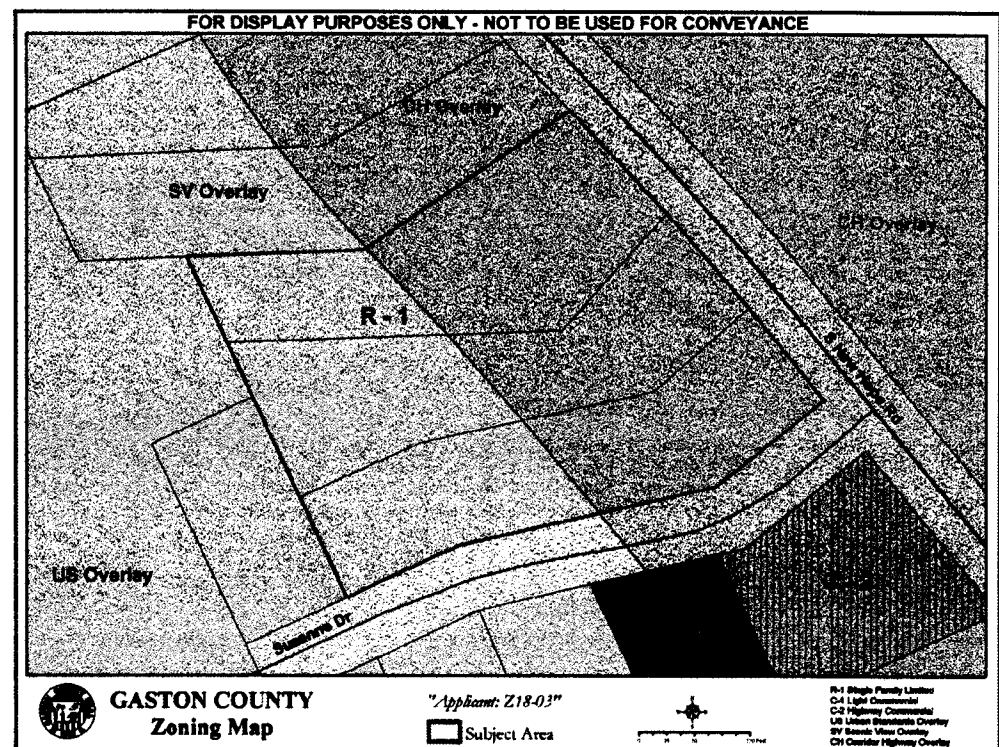 FOR DISPLAY PURPOSES ONLY - NOT TO BE USED FOR CONVEYANCE
CH Overlay
SV Overlay
CH Overlay
R - 1
US Overlay
Suzanne Dr
GASTON COUNTY
Zoning Map
"Applicant: Z18-03"
Subject Area
R-1 Single Family Limited
C-1 Light Commercial
C-2 Highway Commercial
US Urban Standards Overlay
SV Scenic View Overlay
CH Corridor Highway Overlay